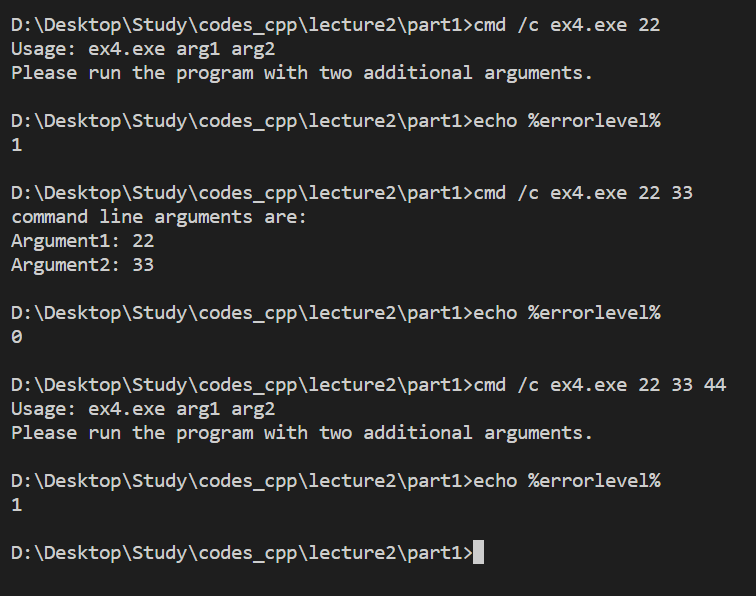 D:\Desktop\Study\codes_cpp\lecture2\part1>cmd /c ex4.exe 22
Usage: ex4.exe arg1 arg2
Please run the program with two additional arguments.
D:\Desktop\Study\codes_cpp\lecture2\part1>echo %errorlevel%
1
D:\Desktop\Study\codes_cpp\lecture2\part1>cmd /c ex4.exe 22 33
command line arguments are:
Argument1: 22
Argument2: 33
D:\Desktop\Study\codes_cpp\lecture2\part1>echo %errorlevel%
0
D:\Desktop\Study\codes_cpp\lecture2\part1>cmd /c ex4.exe 22 33 44
Usage: ex4.exe arg1 arg2
Please run the program with two additional arguments.
D:\Desktop\Study\codes_cpp\lecture2\part1>echo %errorlevel%
1
D:\Desktop\Study\codes_cpp\lecture2\part1>